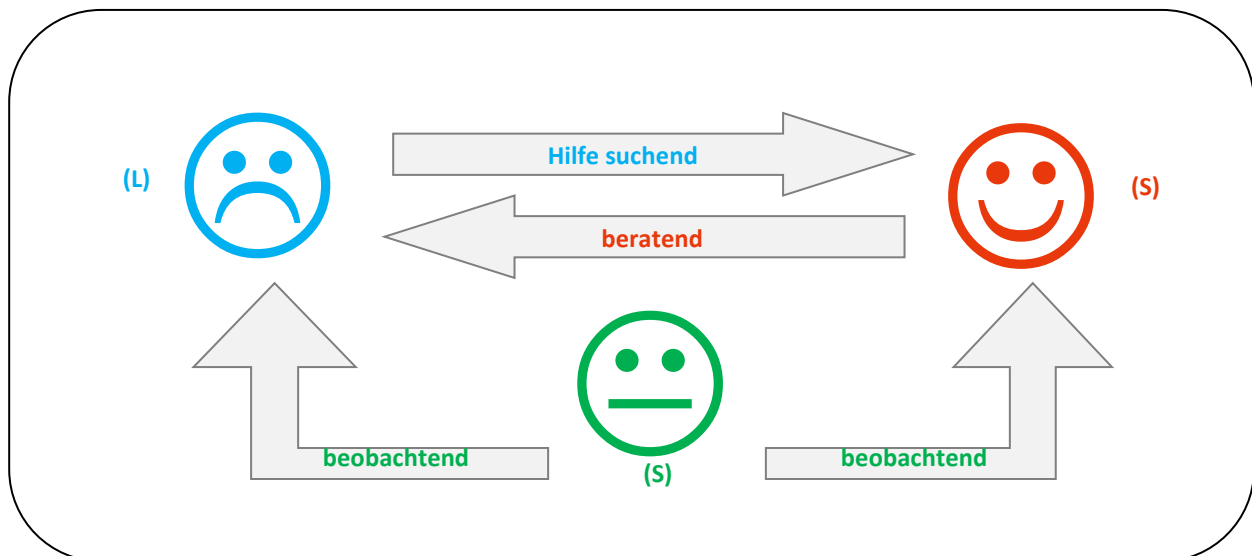 Hilfe suchend
(L)
(S)
beratend
beobachtend
beobachtend
(S)